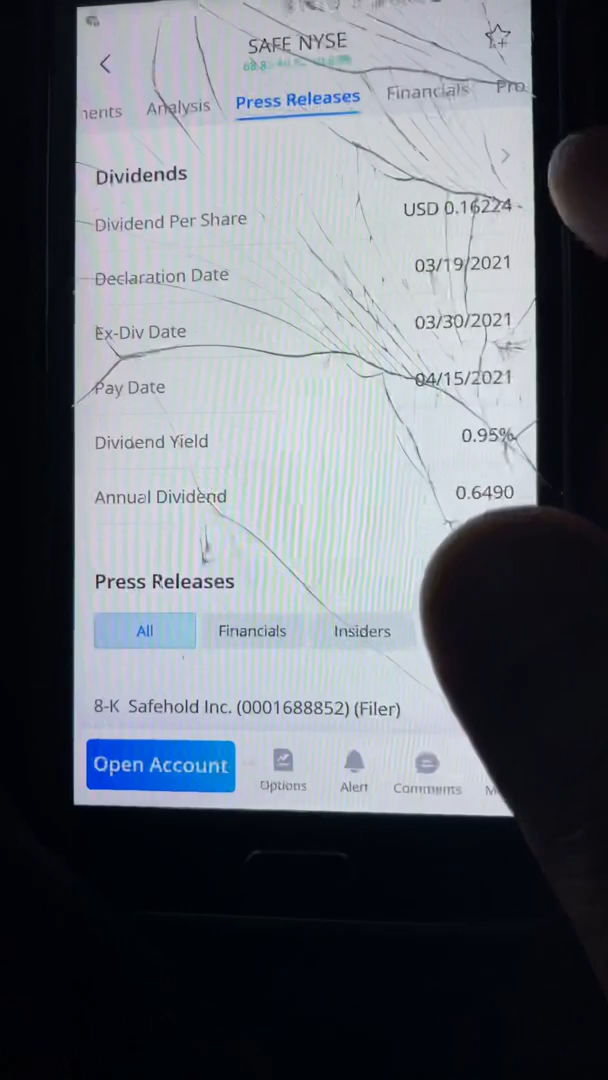 SAFE NYSE
Analysis Press Releases Financials
Dividends
Dividend Per Share USD 0.16224
Declaration Date 03/19/2021
Ex-Div Date 03/30/2021
Pay Date 04/15/2021
Dividend Yield 0.95%
Annual Dividend 0.6490
Press Releases
All Financials Insiders
8-K Safehold Inc. (0001688852) (Filer)
Open Account Options Alert Comments